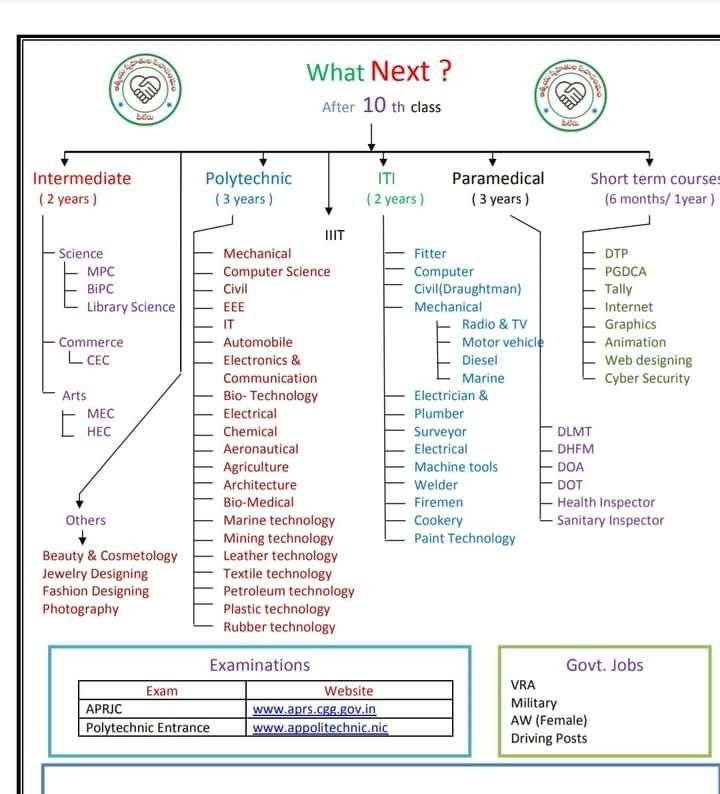 What Next ?
After 10 th class
Intermediate
( 2 years )
Science
MPC
BiPC
Library Science
Commerce
CEC
Arts
MEC
HEC
Others
Beauty & Cosmetology
Jewelry Designing
Fashion Designing
Photography
Polytechnic
( 3 years )
Mechanical
Computer Science
Civil
EEE
IT
Automobile
Electronics &
Communication
Bio- Technology
Electrical
Chemical
Aeronautical
Agriculture
Architecture
Bio-Medical
Marine technology
Mining technology
Leather technology
Textile technology
Petroleum technology
Plastic technology
Rubber technology
IIIT
ITI
( 2 years )
Fitter
Computer
Civil(Draughtman)
Mechanical
Radio & TV
Motor vehicle
Diesel
Marine
Electrician &
Plumber
Surveyor
Electrical
Machine tools
Welder
Firemen
Cookery
Paint Technology
Paramedical
( 3 years )
DLMT
DHFM
DOA
DOT
Health Inspector
Sanitary Inspector
Short term courses
(6 months/ 1year )
DTP
PGDCA
Tally
Internet
Graphics
Animation
Web designing
Cyber Security
Examinations
Exam Website
APRJC www.aprs.cgg.gov.in
Polytechnic Entrance www.appolitechnic.nic
Govt. Jobs
VRA
Military
AW (Female)
Driving Posts